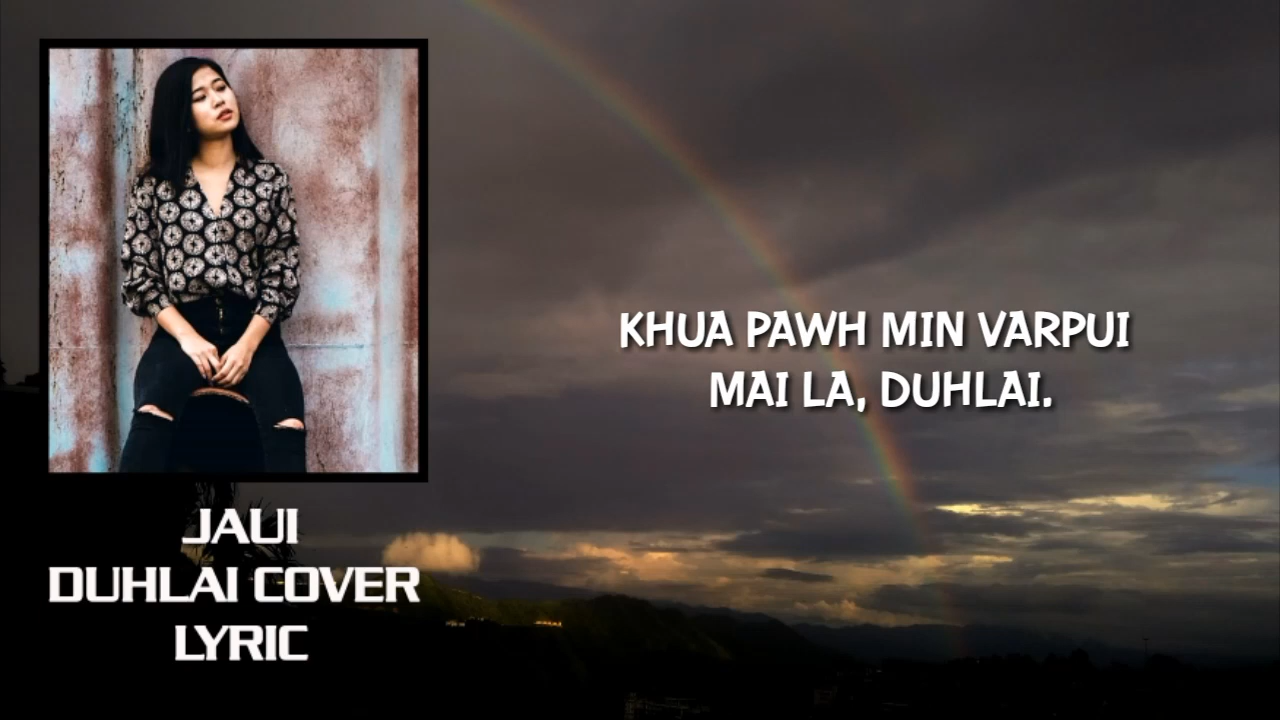 KHUA PAWH MIN VARPUI
MAI LA, DUHLAI.
JAUI
DUHLAI COVER
LYRIC